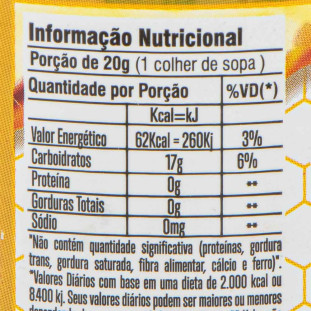 Informação Nutricional
Porção de 20g (1 colher de sopa)
Quantidade por Porção %VD(*)
Kcal=kJ
Valor Energético 62Kcal = 260Kj 3%
Carboidratos 17g 6%
Proteína 0g **
Gorduras Totais 0g **
Sódio 0mg **
"Não contém quantidade significativa (proteínas, gordura
trans, gordura saturada, fibra alimentar, cálcio e ferro)".
*Valores Diários com base em uma dieta de 2.000 kcal ou
8.400 kj. Seus valores diários podem ser maiores ou menores